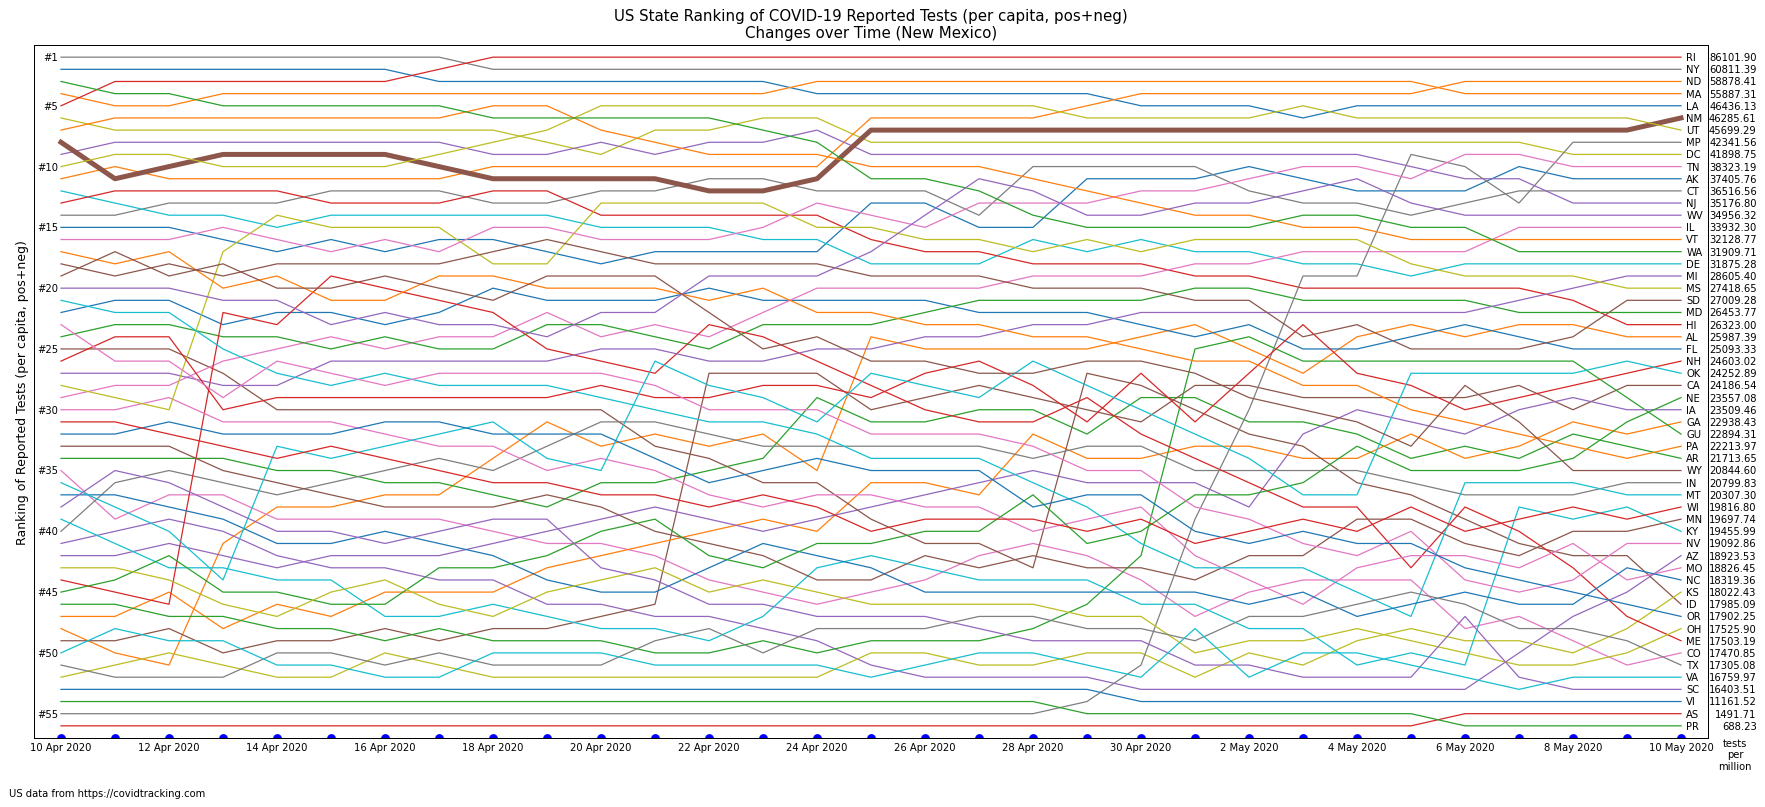 US State Ranking of COVID-19 Reported Tests (per capita, pos+neg)
Changes over Time (New Mexico)
Ranking of Reported Tests (per capita, pos+neg)
#1
#5
#10
#15
#20
#25
#30
#35
#40
#45
#50
#55
RI 86101.90
NY 60811.39
ND 58878.41
MA 55887.31
LA 46436.13
NM 46285.61
UT 45699.29
MP 42341.56
DC 41898.75
TN 38323.19
AK 37405.76
CT 36516.56
NJ 35176.80
WV 34956.32
IL 33932.30
VT 32128.77
WA 31909.71
DE 31875.28
MI 28605.40
MS 27418.65
SD 27009.28
MD 26453.77
HI 26323.00
AL 25987.39
FL 25093.33
NH 24603.02
OK 24252.89
CA 24186.54
NE 23557.08
IA 23509.46
GA 22938.43
GU 22894.31
PA 22213.97
AR 21713.65
WY 20844.60
IN 20799.83
MT 20307.30
WI 19816.80
MN 19697.74
KY 19455.99
NV 19092.86
AZ 18923.53
MO 18826.45
NC 18319.36
KS 18022.43
ID 17985.09
OR 17902.25
OH 17525.90
ME 17503.19
CO 17470.85
TX 17305.08
VA 16759.97
SC 16403.51
VI 11161.52
AS 1491.71
PR 688.23
10 Apr 2020 12 Apr 2020 14 Apr 2020 16 Apr 2020 18 Apr 2020 20 Apr 2020 22 Apr 2020 24 Apr 2020 26 Apr 2020 28 Apr 2020 30 Apr 2020 2 May 2020 4 May 2020 6 May 2020 8 May 2020 10 May 2020
tests
per
million
US data from https://covidtracking.com